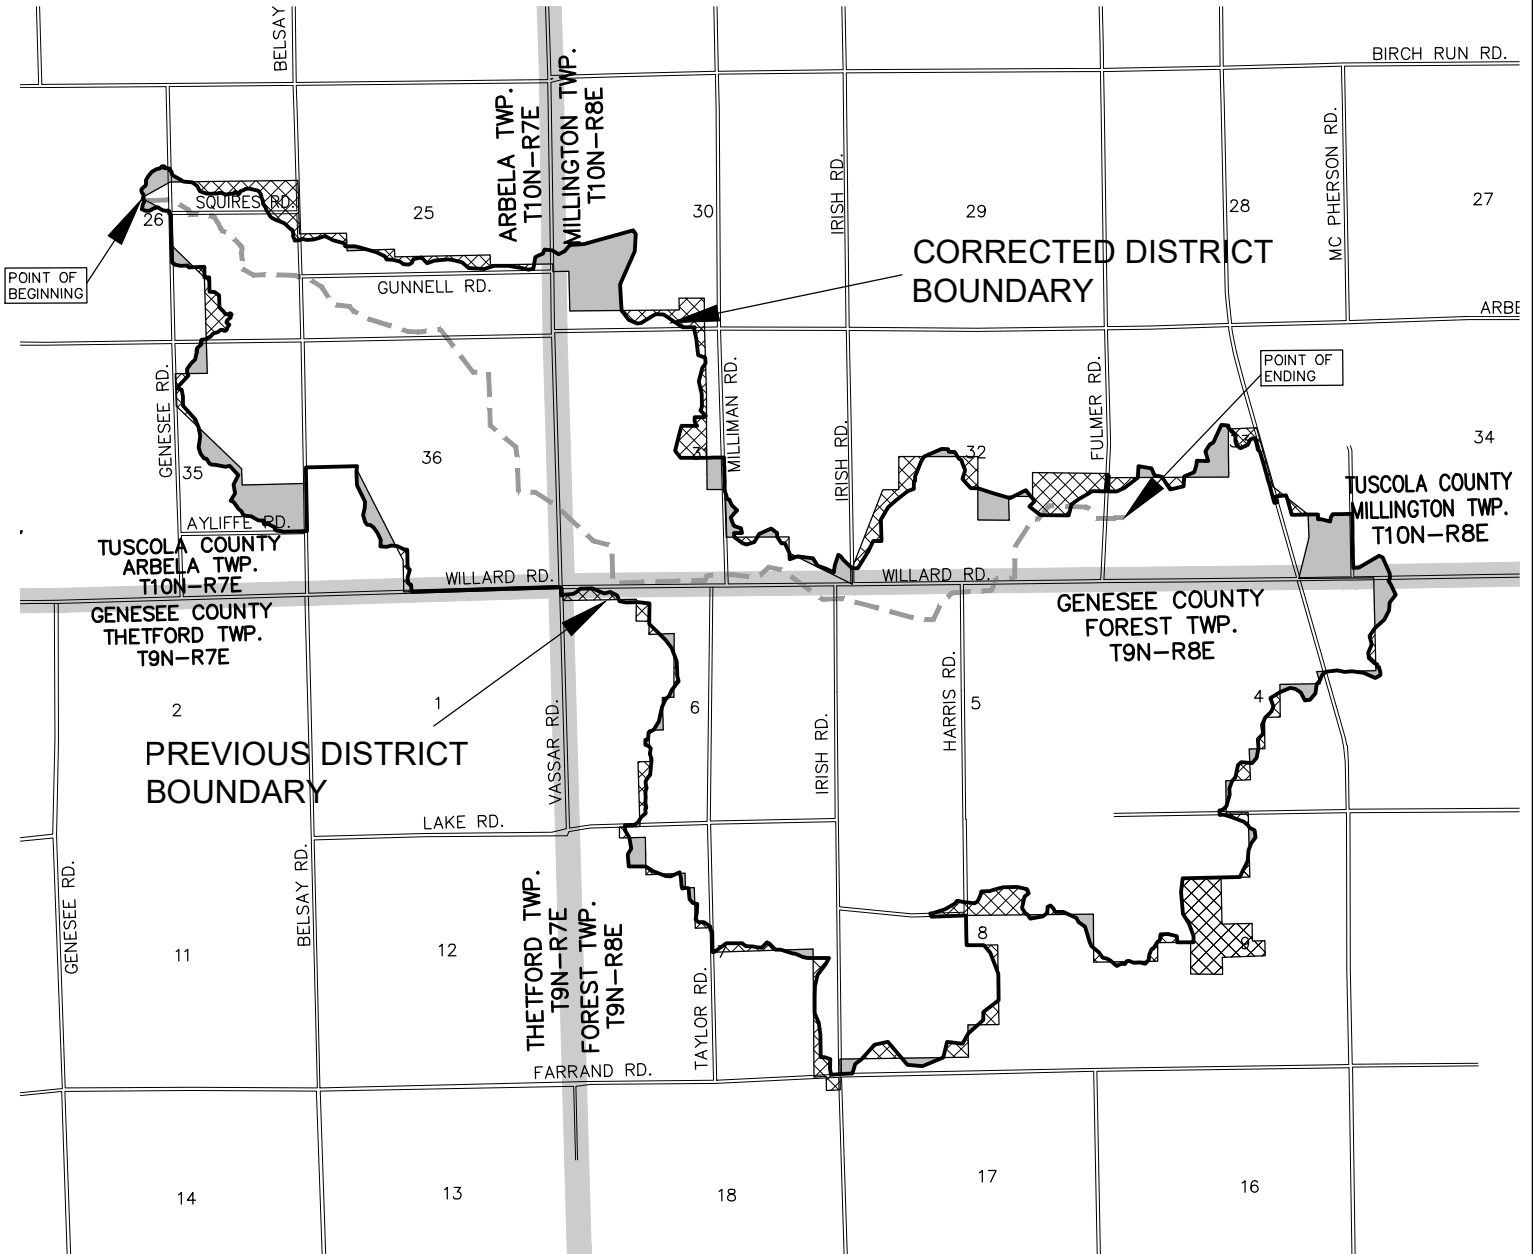 BELSAY
BIRCH RUN RD.
ARBELA TWP.
T10N-R7E
MILLINGTON TWP.
T10N-R8E
MC PHERSON RD.
IRISH RD.
SQUIRES RD.
26
25
30
29
28
27
POINT OF
BEGINNING
GUNNELL RD.
CORRECTED DISTRICT
BOUNDARY
ARBE
POINT OF
ENDING
GENESEE RD.
MILLIMAN RD.
IRISH RD.
FULMER RD.
35
36
32
34
AYLIFFE RD.
TUSCOLA COUNTY
ARBELA TWP.
T10N-R7E
TUSCOLA COUNTY
MILLINGTON TWP.
T10N-R8E
WILLARD RD.
WILLARD RD.
GENESEE COUNTY
THETFORD TWP.
T9N-R7E
GENESEE COUNTY
FOREST TWP.
T9N-R8E
2
1
6
5
4
VASSAR RD.
IRISH RD.
HARRIS RD.
PREVIOUS DISTRICT
BOUNDARY
LAKE RD.
GENESEE RD.
BELSAY RD.
THETFORD TWP.
T9N-R7E
FOREST TWP.
T9N-R8E
TAYLOR RD.
11
12
7
8
9
FARRAND RD.
14
13
18
17
16